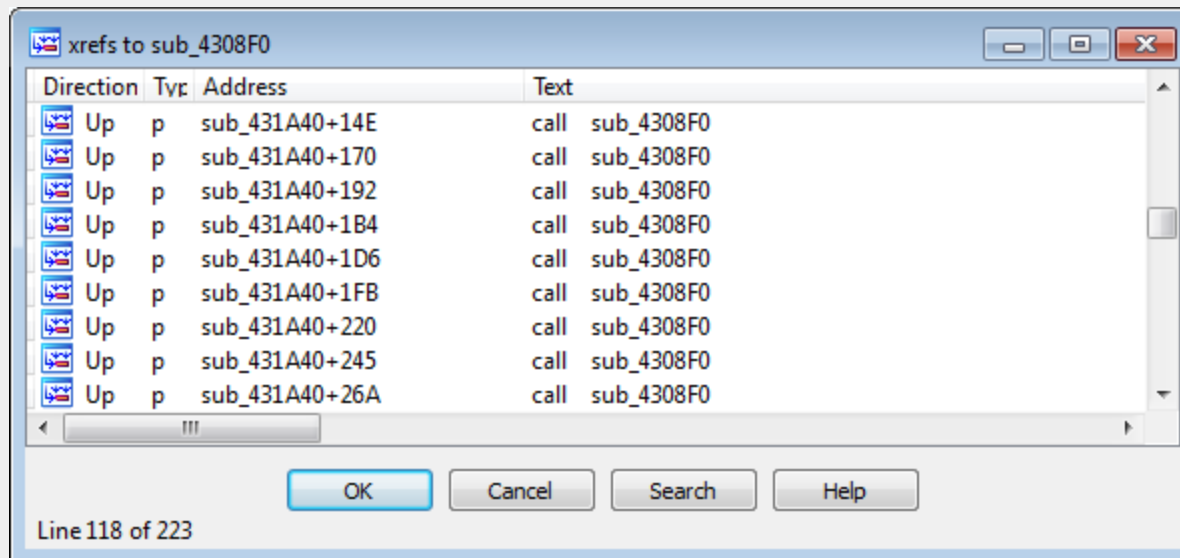 xrefs to sub_4308F0
Direction Typ Address Text
Up p sub_431A40+14E call sub_4308F0
Up p sub_431A40+170 call sub_4308F0
Up p sub_431A40+192 call sub_4308F0
Up p sub_431A40+1B4 call sub_4308F0
Up p sub_431A40+1D6 call sub_4308F0
Up p sub_431A40+1FB call sub_4308F0
Up p sub_431A40+220 call sub_4308F0
Up p sub_431A40+245 call sub_4308F0
Up p sub_431A40+26A call sub_4308F0
OK Cancel Search Help
Line 118 of 223